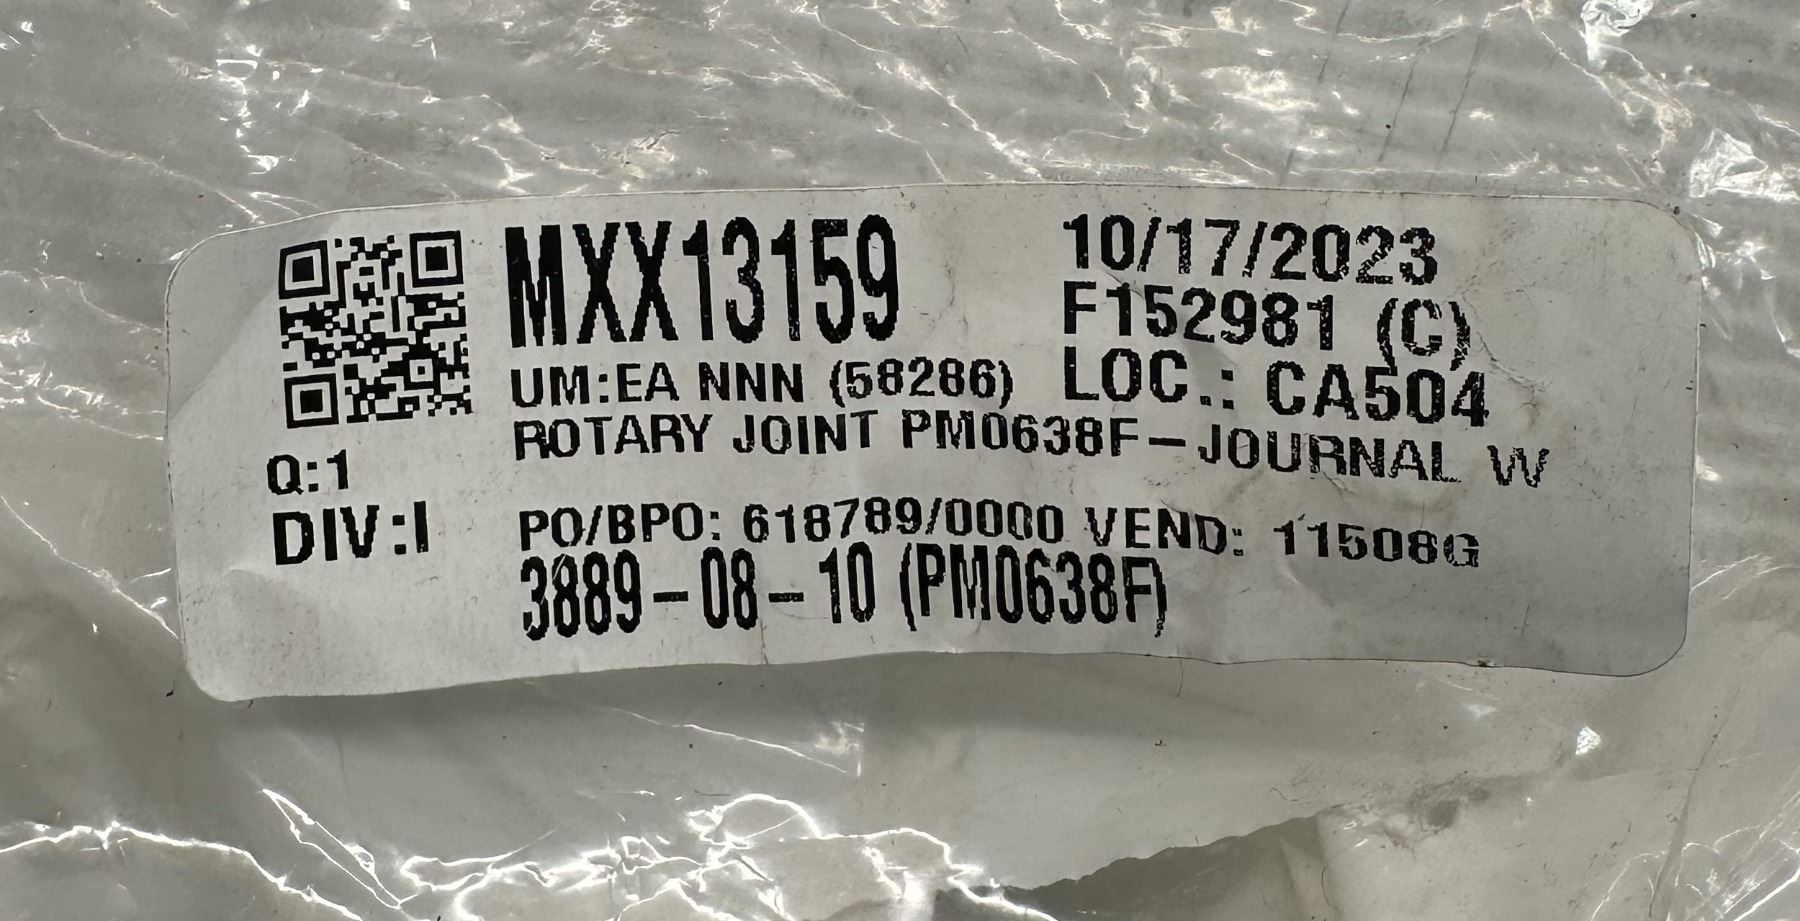 MXX13159
10/17/2023
F152981 (C)
UM:EA NNN (58286)
LOC.: CA504
ROTARY JOINT PM0638F-JOURNAL W
Q:1
DIV:I
PO/BPO: 618789/0000 VEND: 11508G
3889-08-10 (PM0638F)